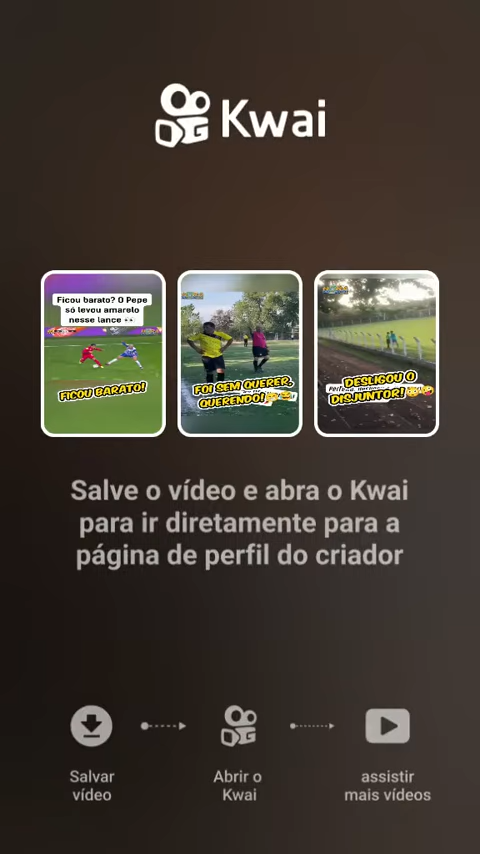 Kwai
Ficou barato? O Pepe
só levou amarelo
nesse lance 👀
FICOU BARATO!
FOI SEM QUERER,
QUERENDO!
DESLIGOU O
DISJUNTOR!
Salve o vídeo e abra o Kwai
para ir diretamente para a
página de perfil do criador
Salvar
vídeo
Abrir o
Kwai
assistir
mais vídeos